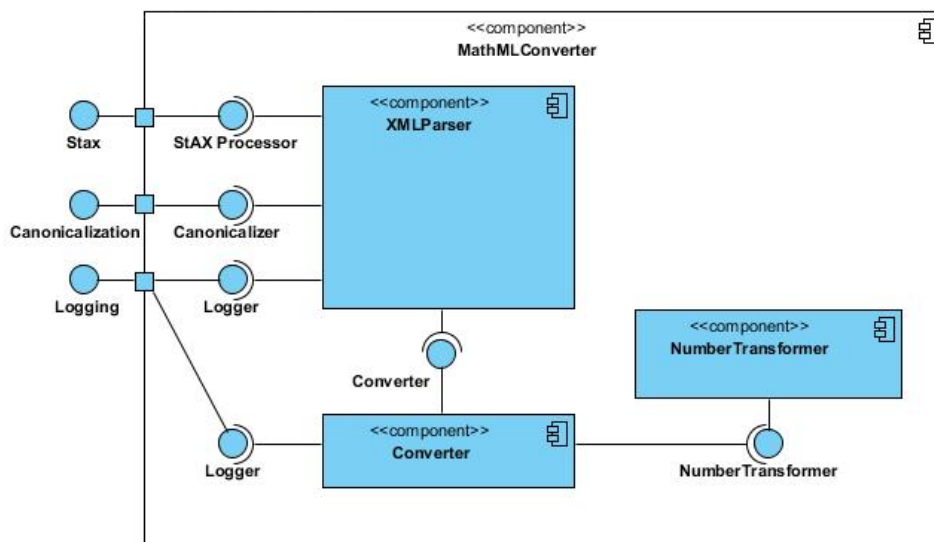 <<component>>
MathMLConverter
<<component>>
XMLParser
Stax
StAX Processor
Canonicalization
Canonicalizer
Logging
Logger
<<component>>
NumberTransformer
Converter
<<component>>
Converter
Logger
NumberTransformer